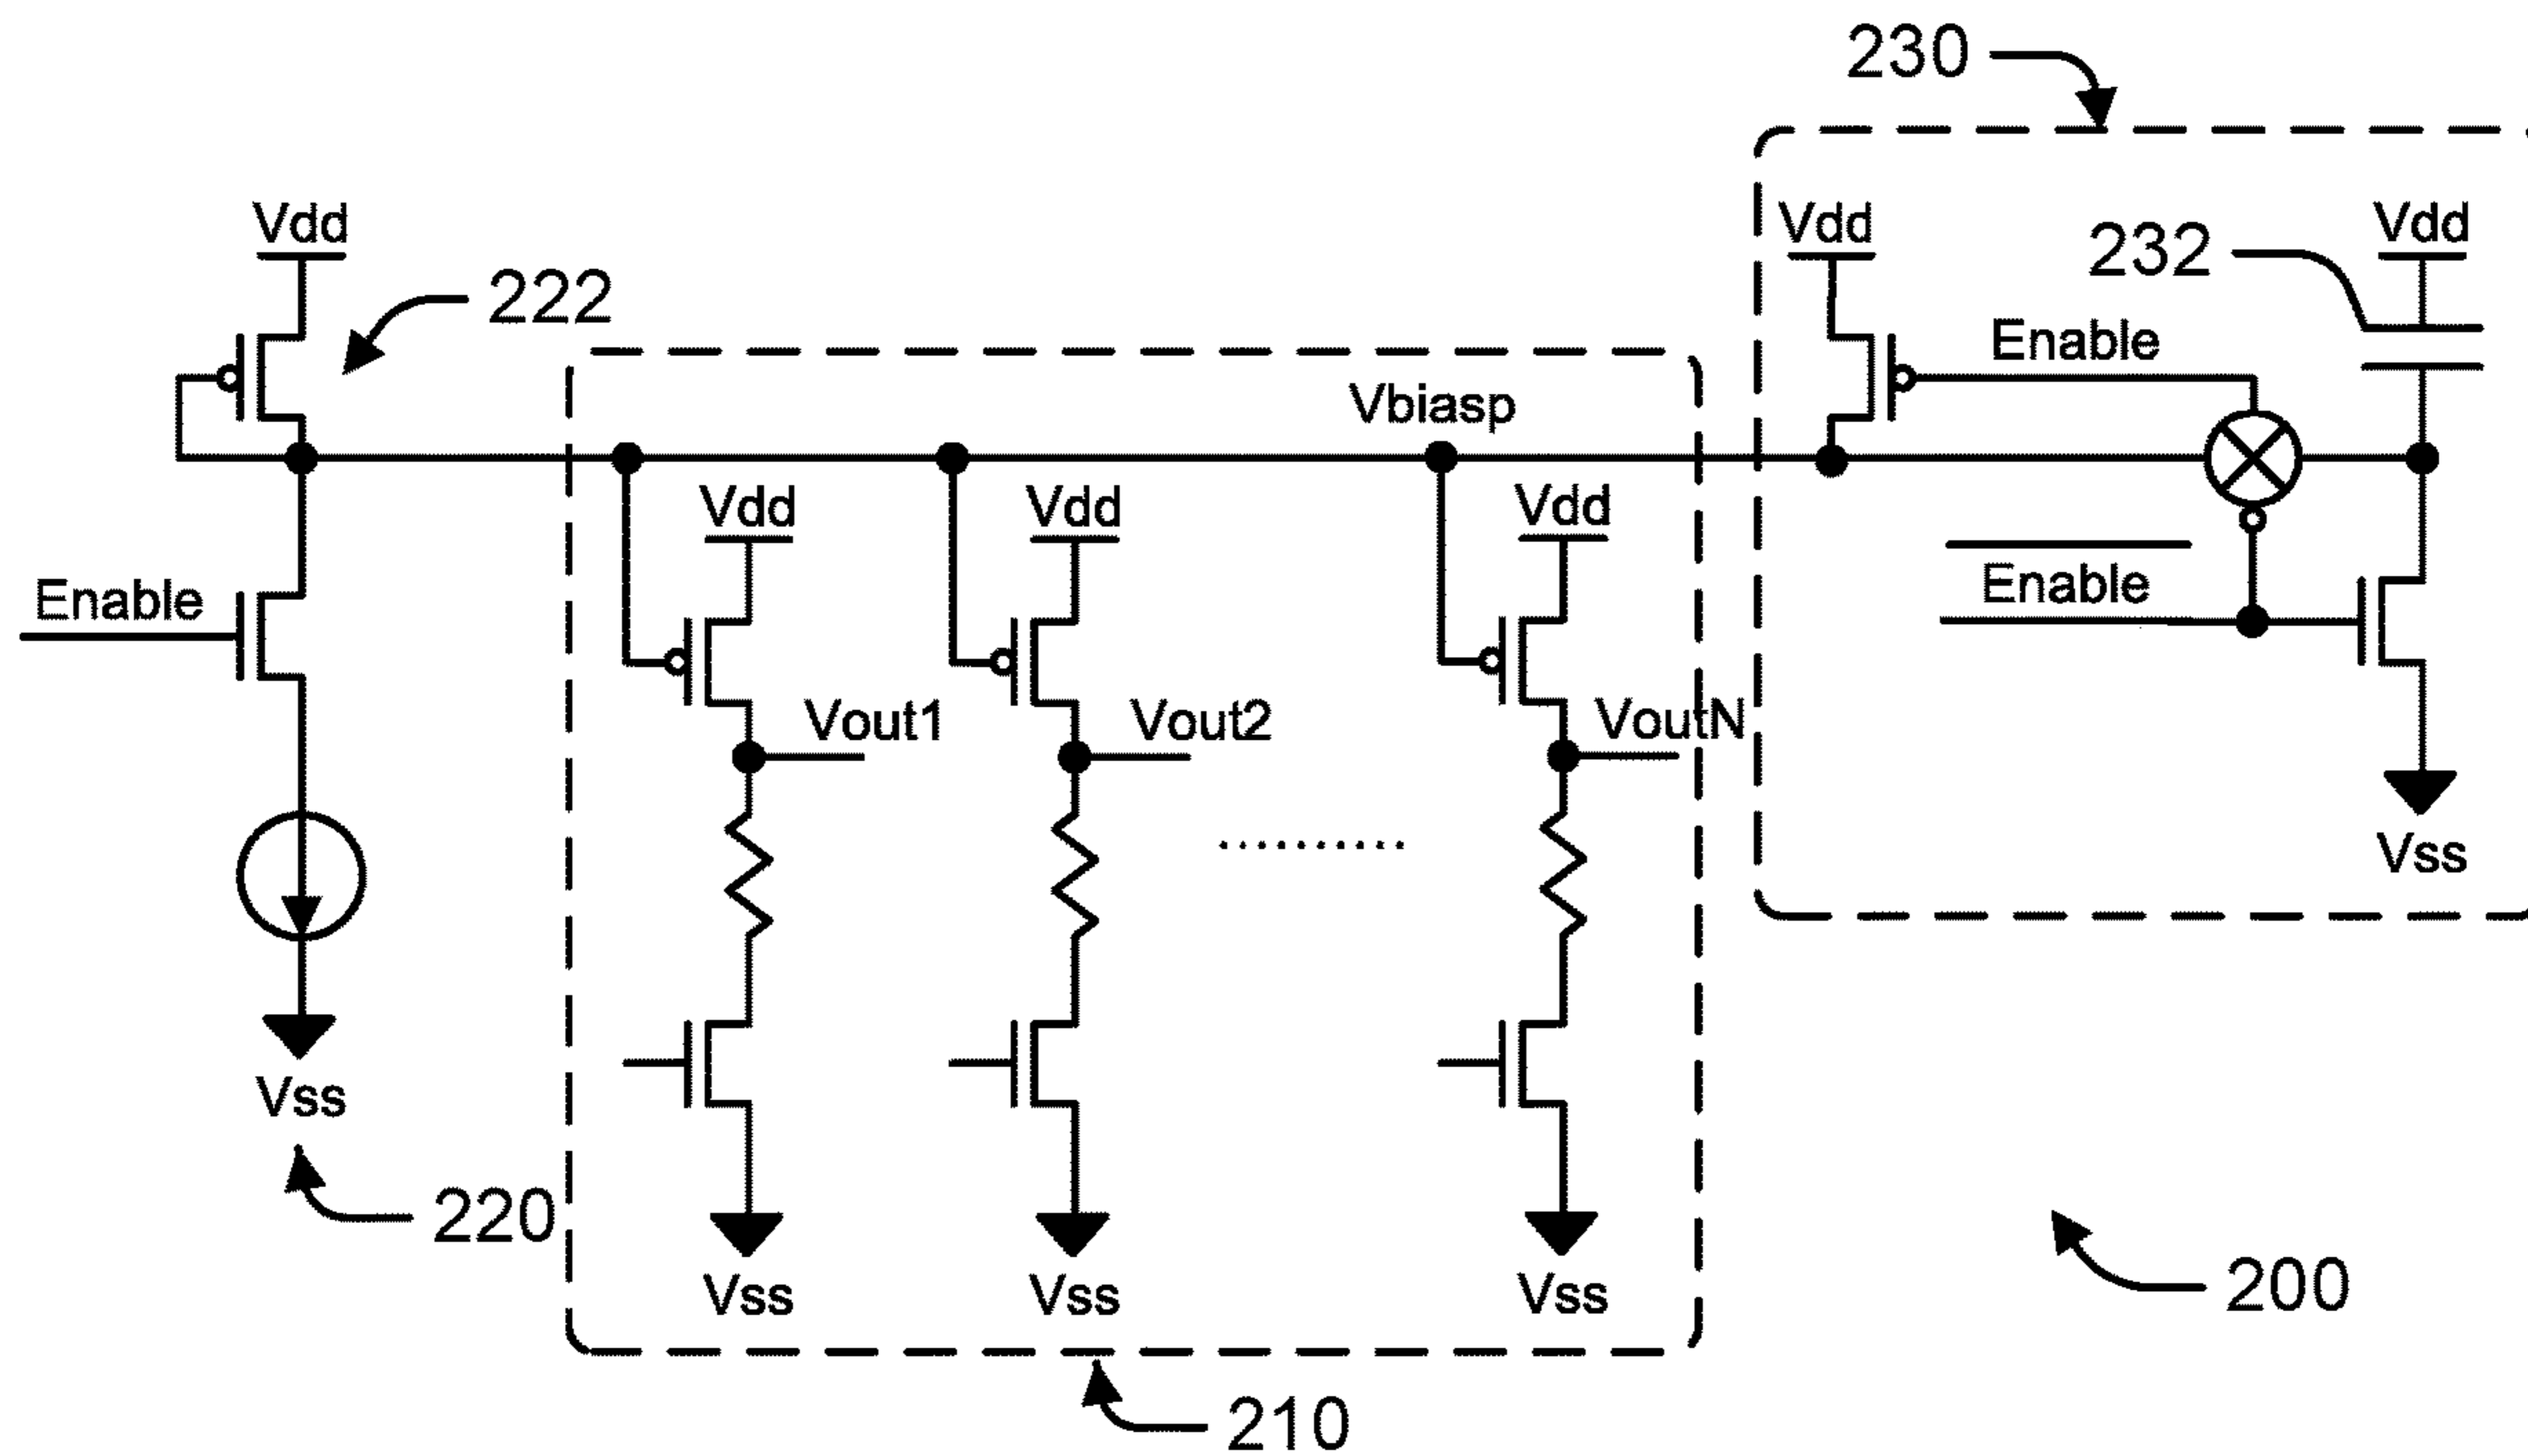 230
Vdd
Vdd
232
Vdd
222
Enable
Vbiasp
Vdd
Vdd
Vdd
Enable
Enable
Vout1
Vout2
VoutN
Vss
Vss
220
Vss
Vss
Vss
200
210